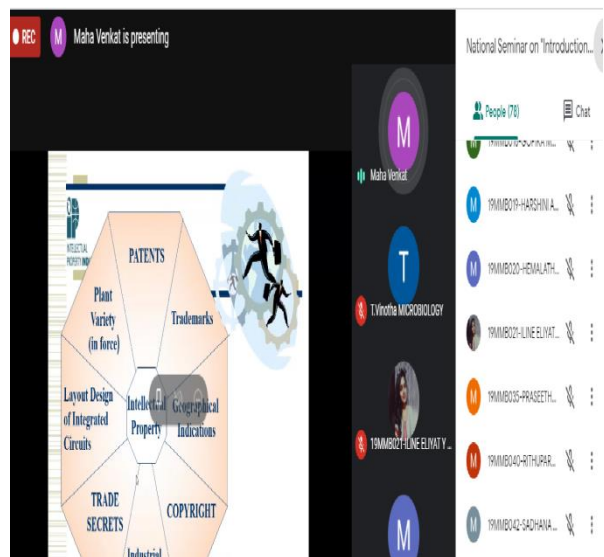 REC
M
Maha Venkat is presenting
National Seminar on "Introduction...
People (78)
Chat
M
19MMB019-HARSHINI A...
M
19MMB020-HEMALATH...
19MMB021-ILINE ELIYAT...
M
19MMB035-PRASEETH...
M
19MMB040-RITHUPAR...
M
19MMB042-SADHANA ...
M
Maha Venkat
T
T.Vinotha MICROBIOLOGY
19MMB021-ILINE ELIYAT Y ...
M
INTELLECTUAL
PROPERTY INDIA
PATENTS
Trademarks
Geographical
Indications
COPYRIGHT
Industrial
TRADE
SECRETS
Layout Design
of Integrated
Circuits
Plant
Variety
(in force)
Intellectual
Property